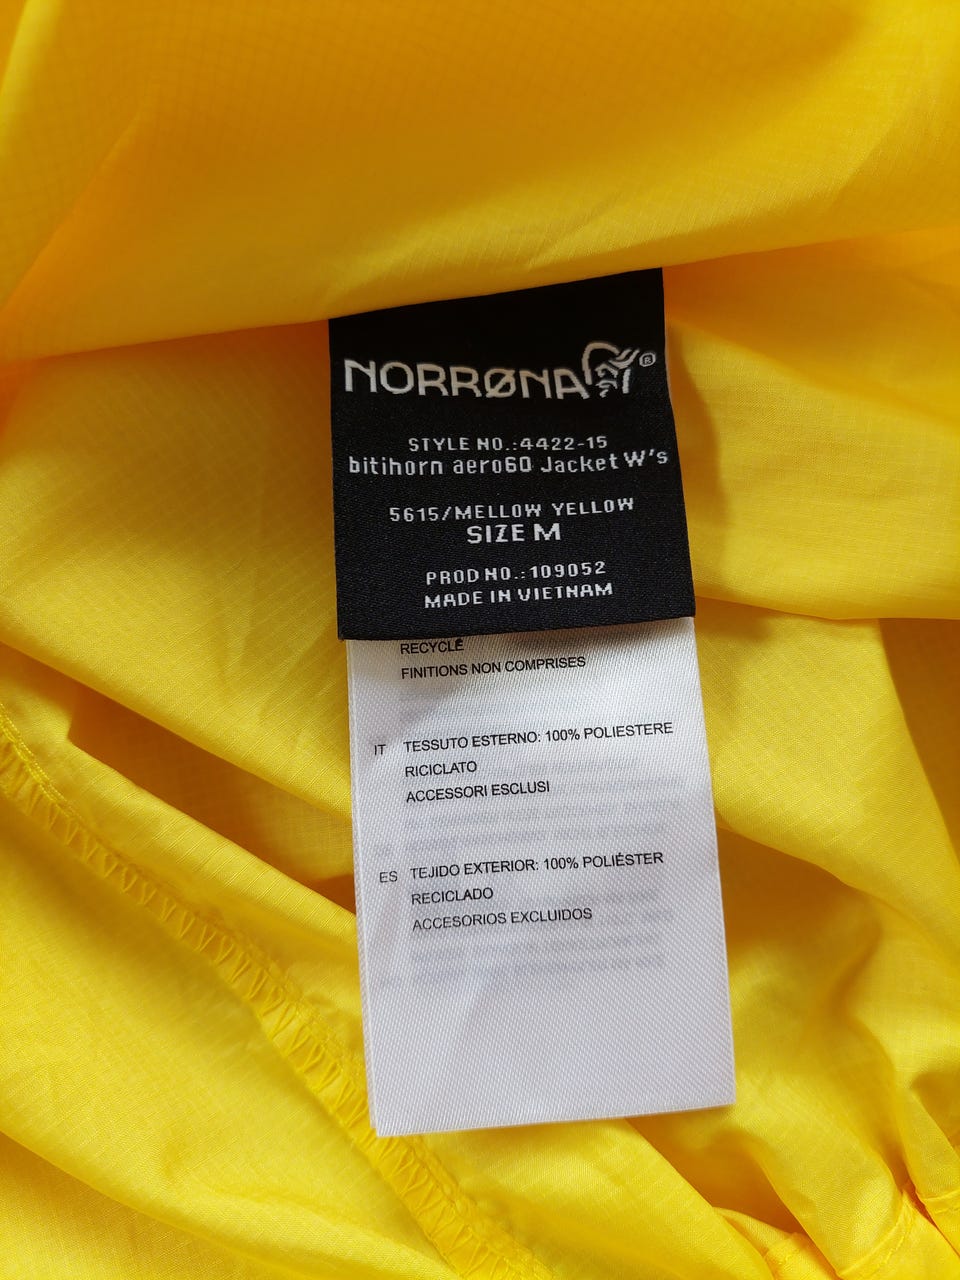 NORRØNA®
STYLE NO.:4422-15
bitihorn aero60 Jacket W's
5615/MELLOW YELLOW
SIZE M
PROD NO.:109052
MADE IN VIETNAM
RECYCLÉ
FINITIONS NON COMPRISES
IT TESSUTO ESTERNO: 100% POLIESTERE
RICICLATO
ACCESSORI ESCLUSI
ES TEJIDO EXTERIOR: 100% POLIÉSTER
RECICLADO
ACCESORIOS EXCLUIDOS